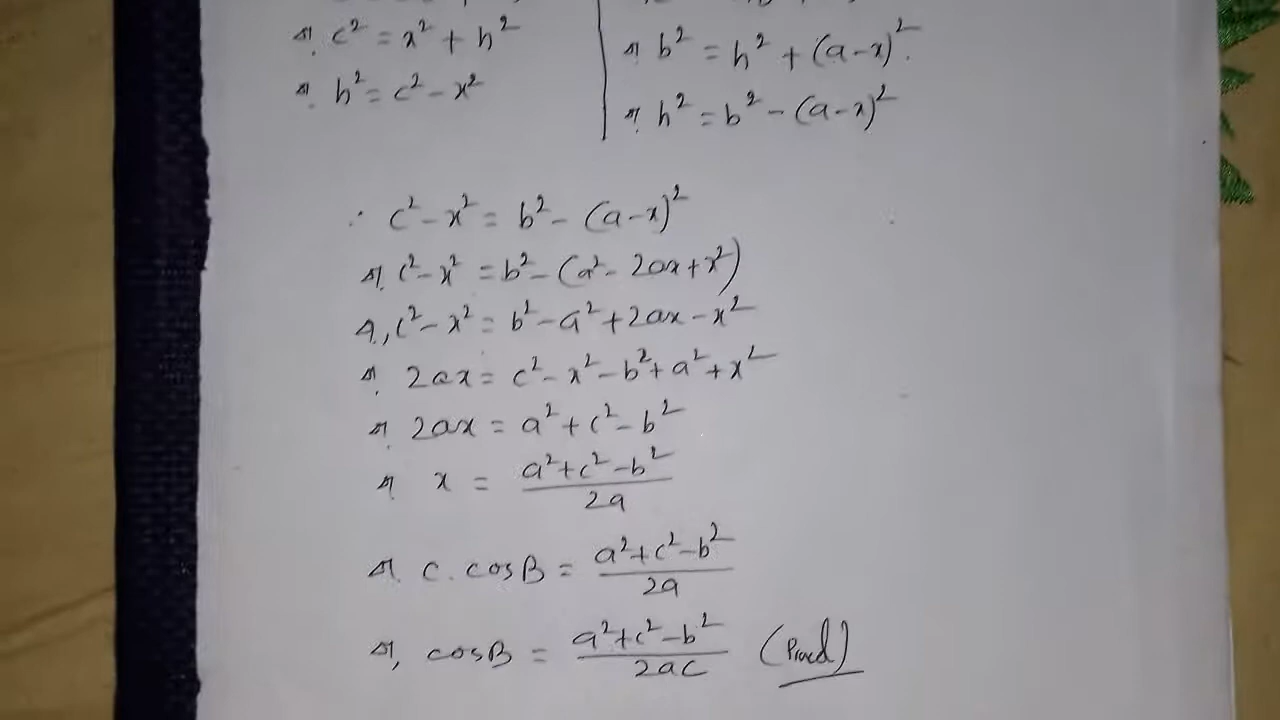 বা, c² = x² + h²
বা, h² = c² - x²
বা, b² = h² + (a-x)².
বা, h² = b² - (a-x)²
∴ c² - x² = b² - (a-x)²
বা, c² - x² = b² - (a² - 2ax + x²)
বা, c² - x² = b² - a² + 2ax - x²
বা, 2ax = c² - x² - b² + a² + x²
বা, 2ax = a² + c² - b²
বা, x = (a² + c² - b²)/2a
বা, c. cosB = (a² + c² - b²)/2a
বা, cosB = (a² + c² - b²)/2ac (Proved)